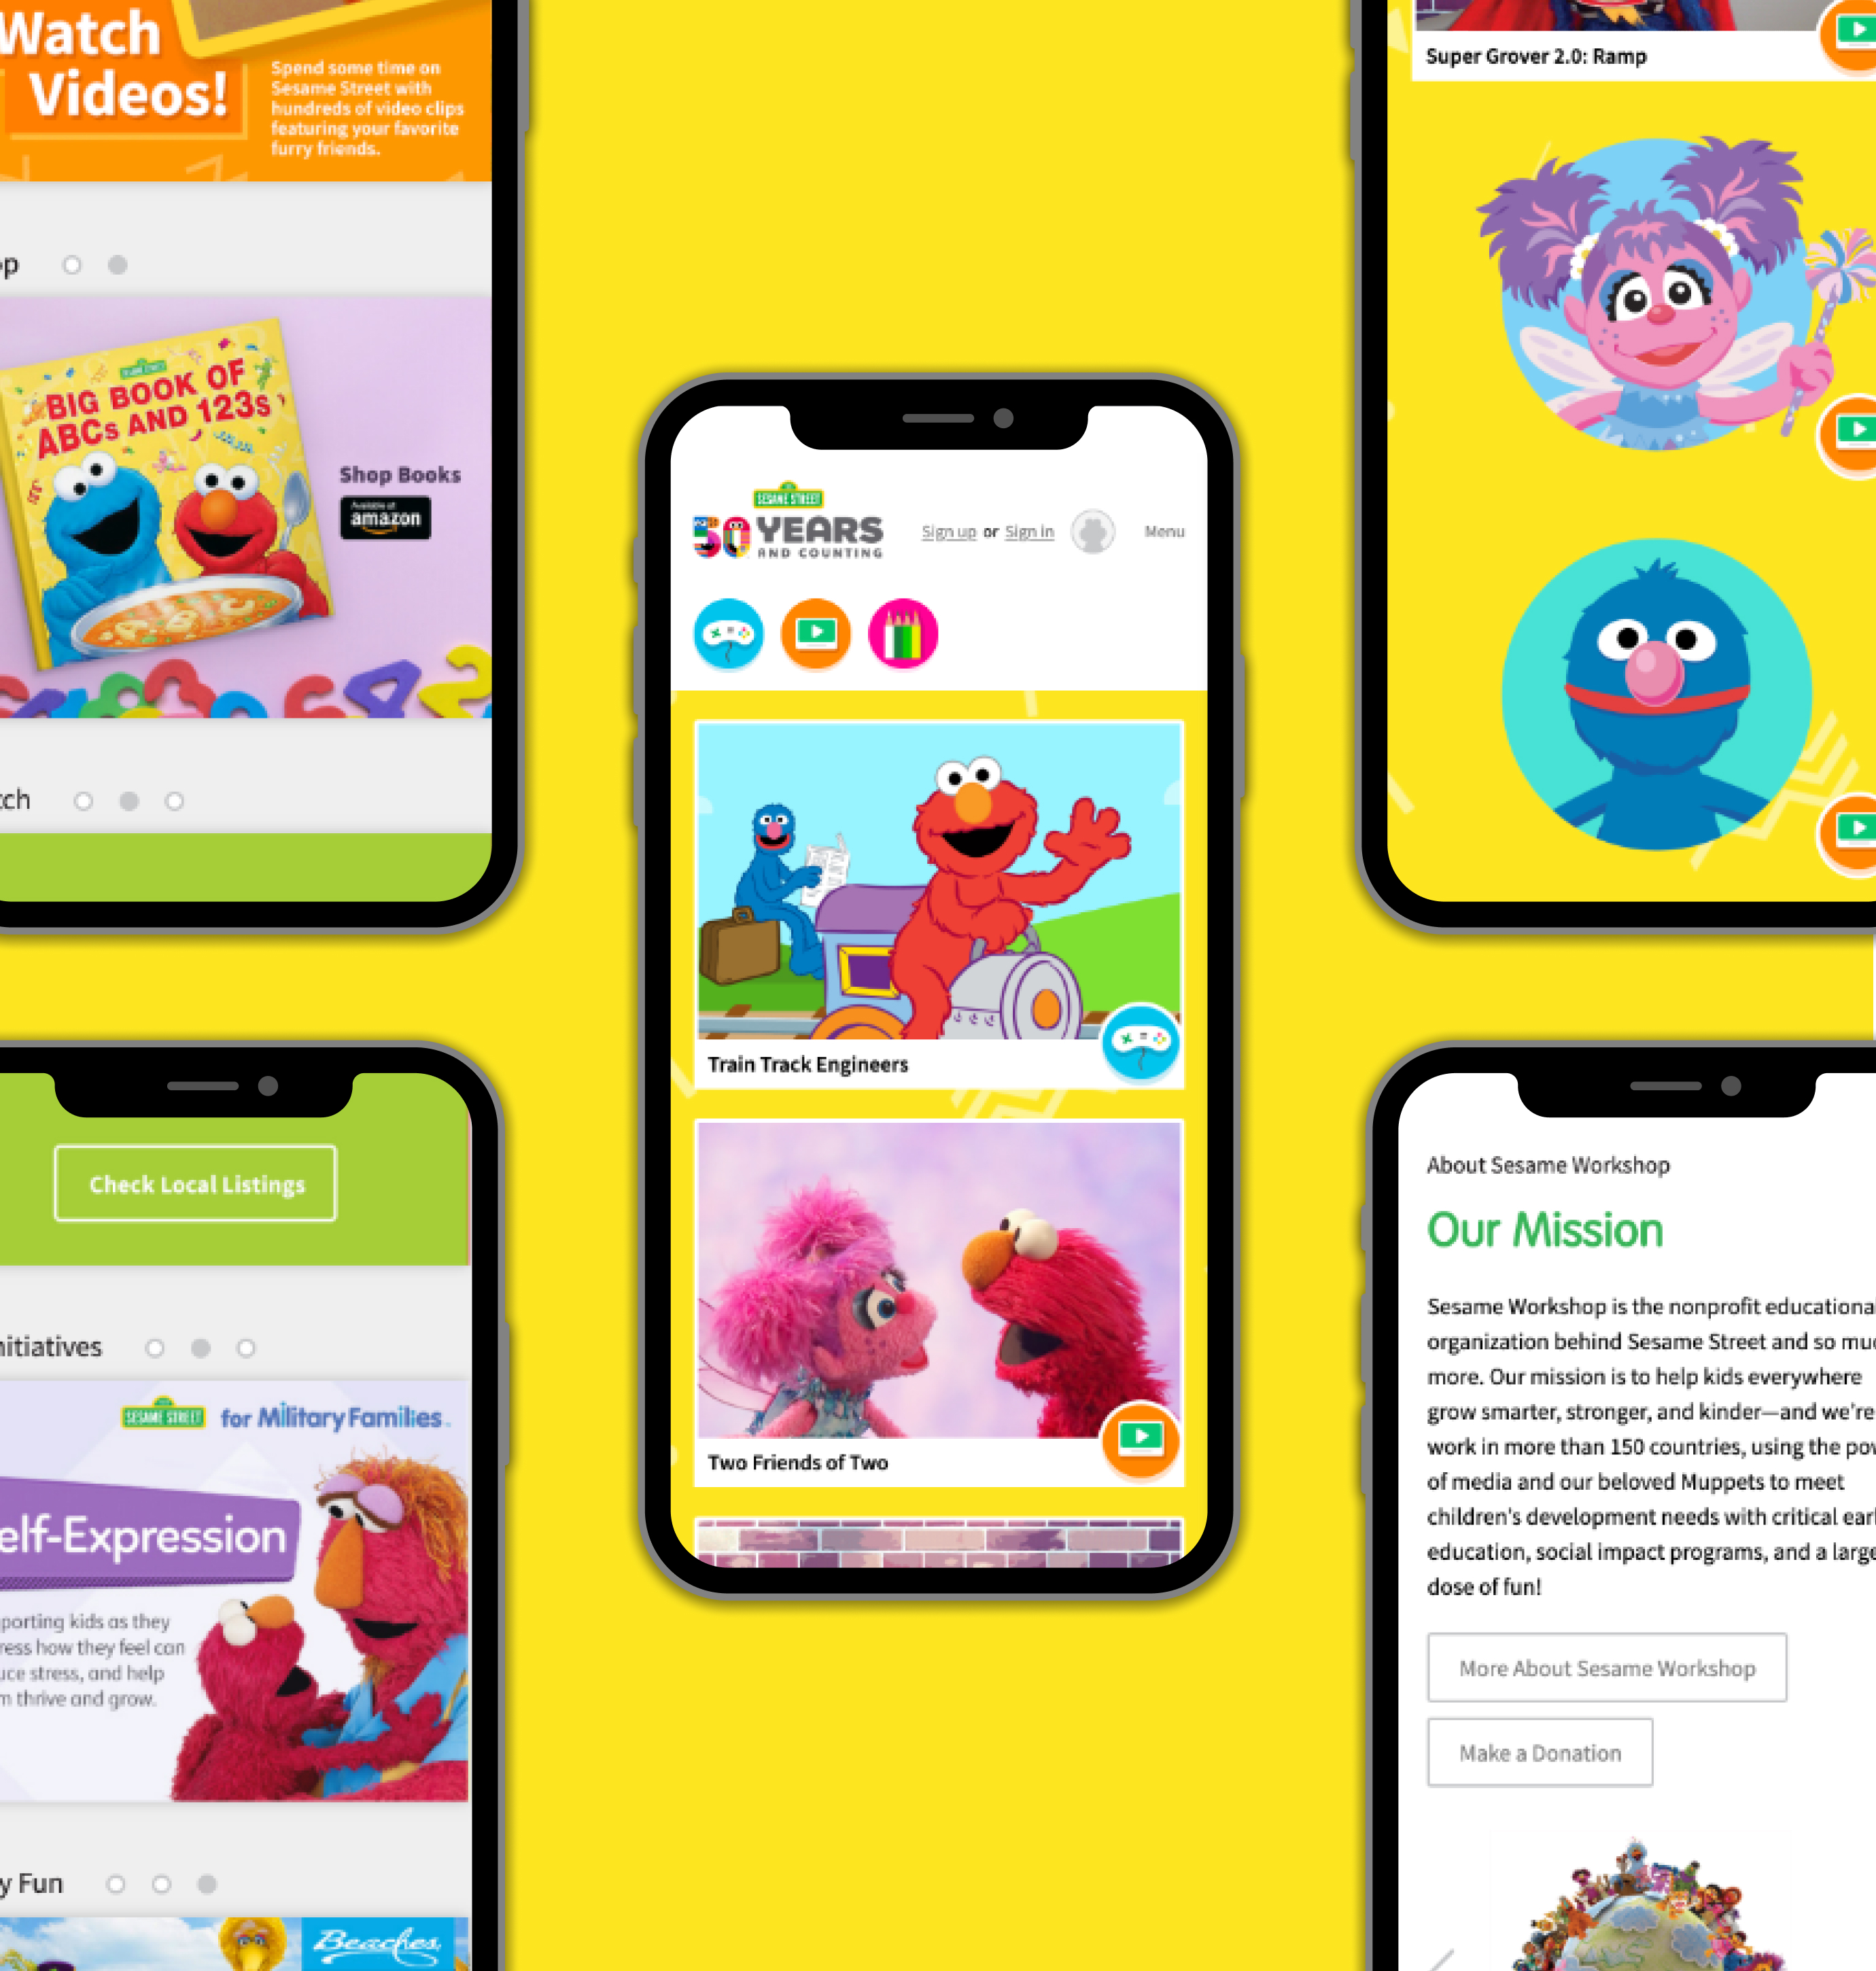 Watch
Videos!
Spend some time on
Sesame Street with
hundreds of video clips
featuring your favorite
furry friends.
op
SESAME STREET
BIG BOOK OF
ABCs AND 123s
Shop Books
Available at
amazon
tch
Check Local Listings
nitiatives
SESAME STREET for Military Families
elf-Expression
porting kids as they
ress how they feel can
uce stress, and help
m thrive and grow.
y Fun
Beaches
SESAME STREET
50 YEARS
AND COUNTING
Sign up or Sign in
Menu
Train Track Engineers
Two Friends of Two
Super Grover 2.0: Ramp
About Sesame Workshop
Our Mission
Sesame Workshop is the nonprofit educationa
organization behind Sesame Street and so mu
more. Our mission is to help kids everywhere
grow smarter, stronger, and kinder—and we're
work in more than 150 countries, using the pow
of media and our beloved Muppets to meet
children's development needs with critical earl
education, social impact programs, and a large
dose of fun!
More About Sesame Workshop
Make a Donation